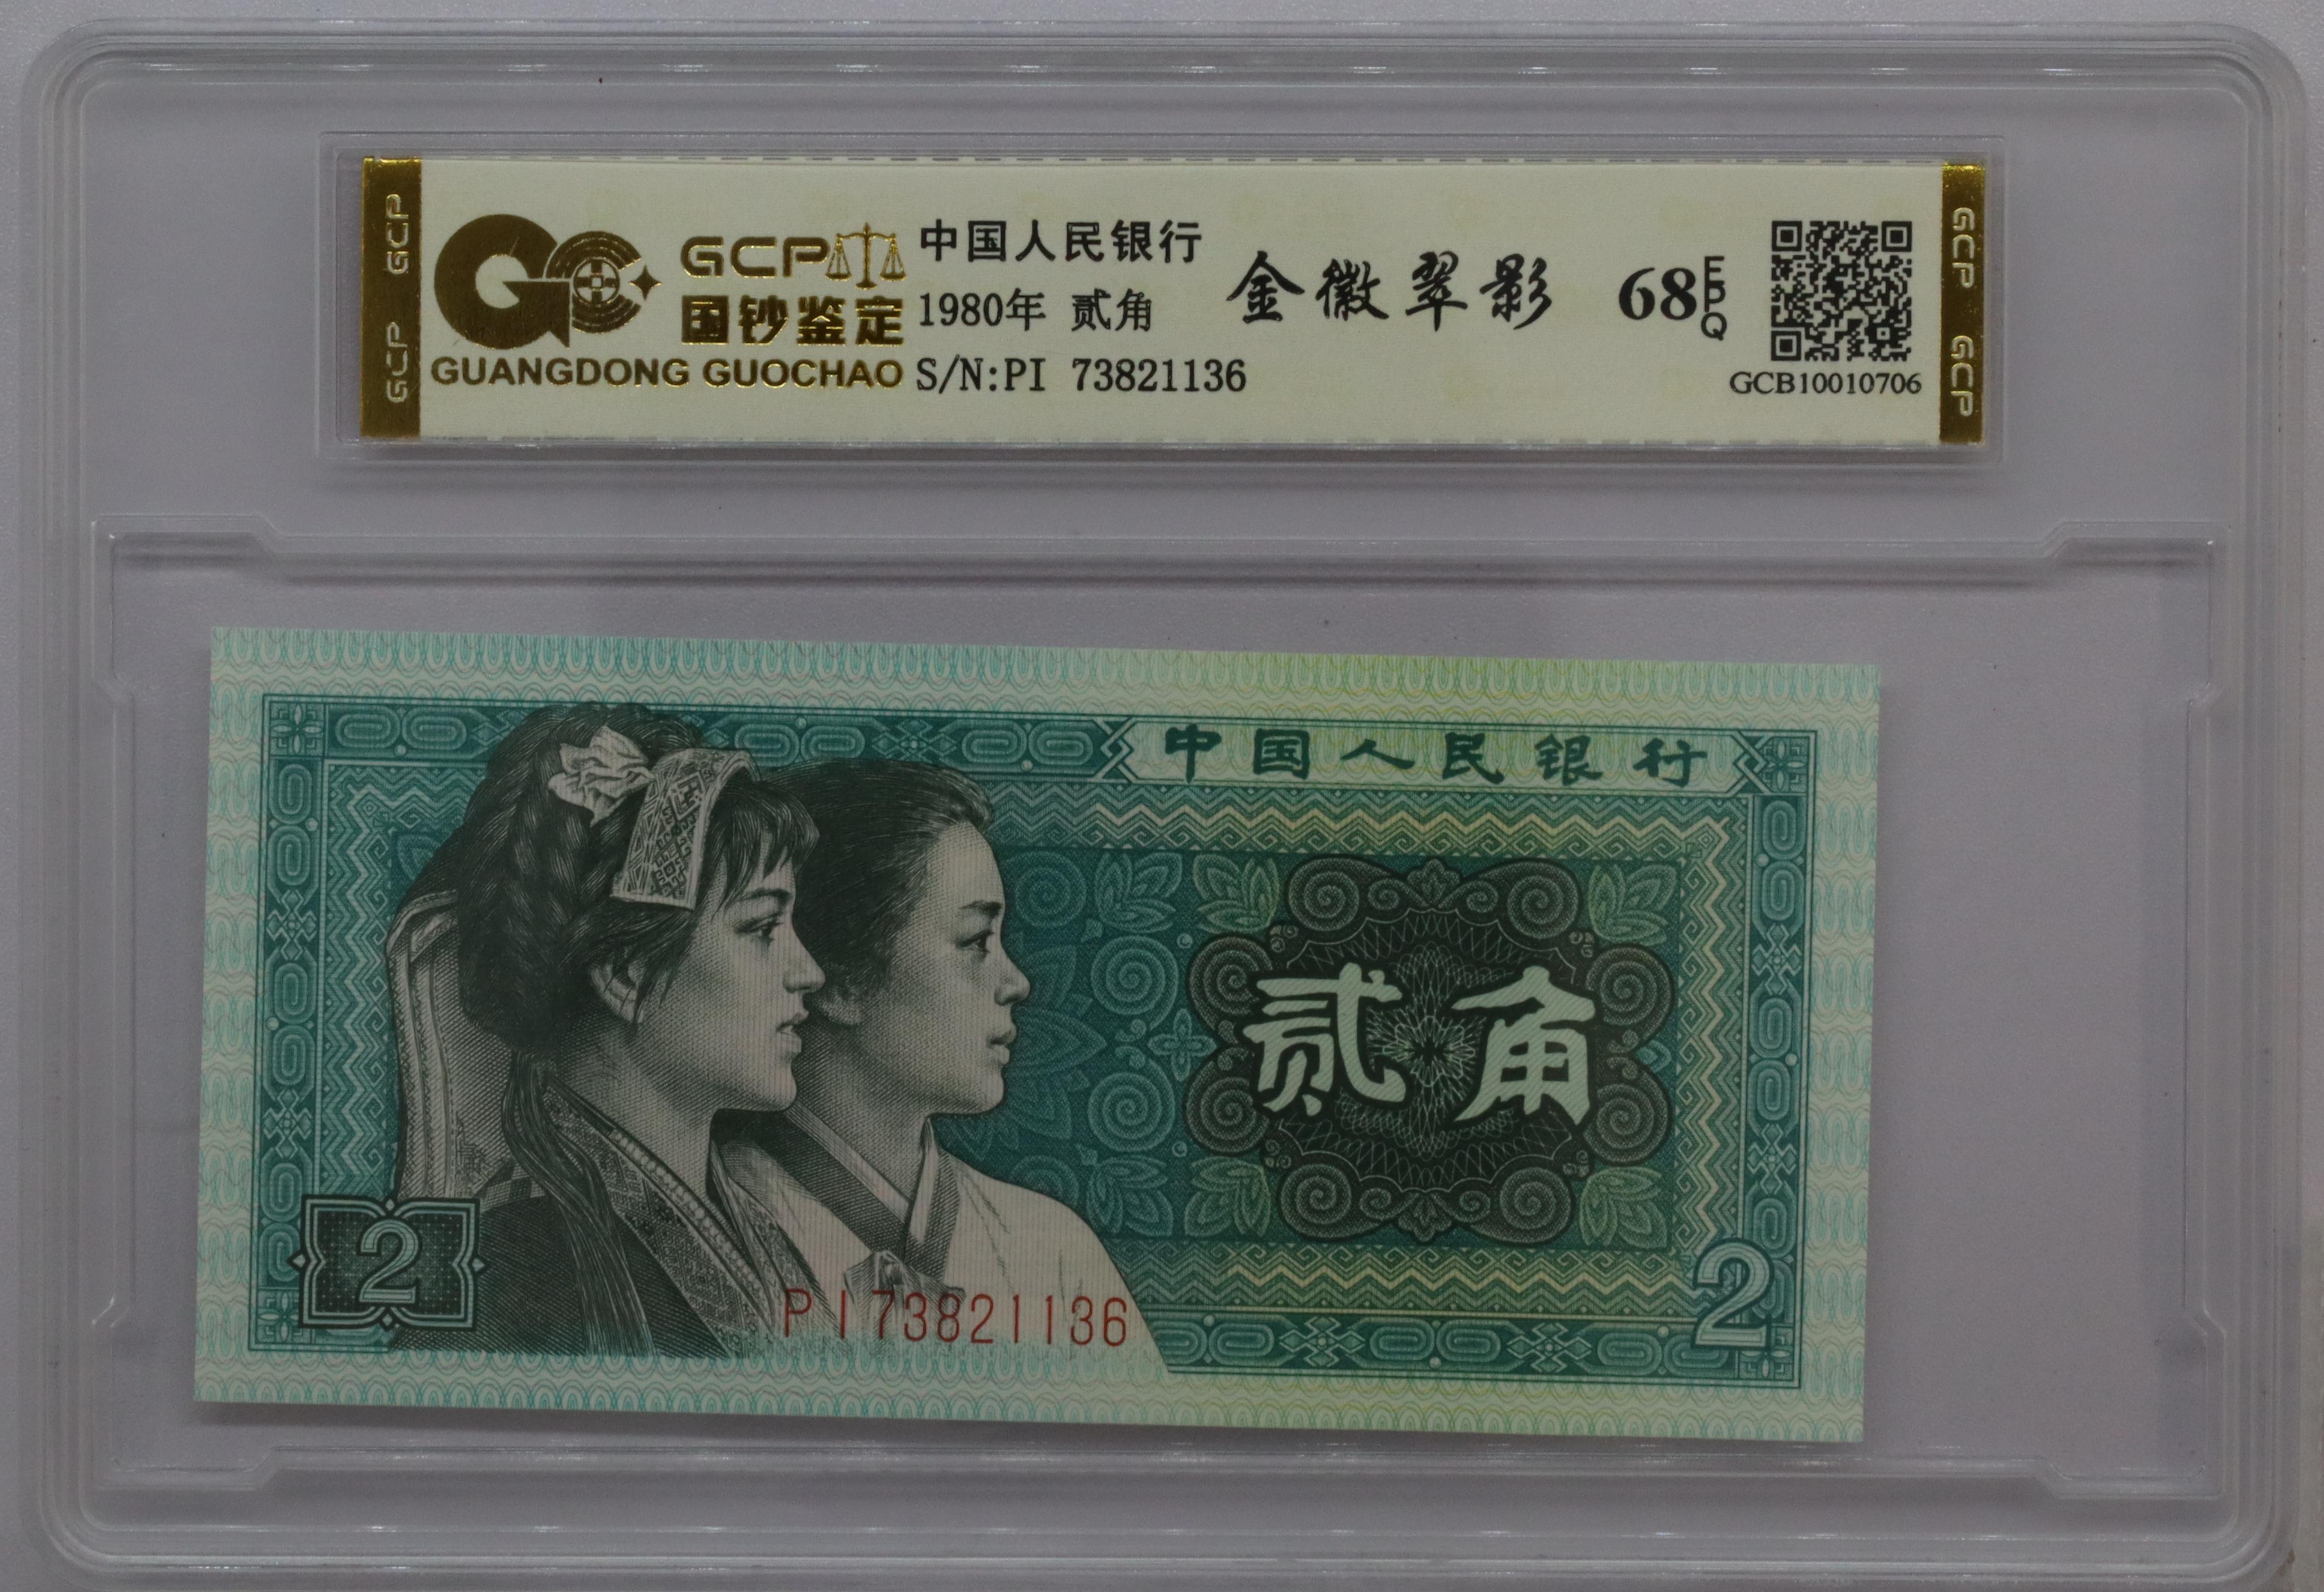 GCP GCP
GCP
国钞鉴定
GUANGDONG GUOCHAO
中国人民银行
1980年 贰角
S/N:PI 73821136
金徽翠影
68 EPQ
GCB10010706
GCP GCP
中国人民银行
贰角
2
PI73821136
2